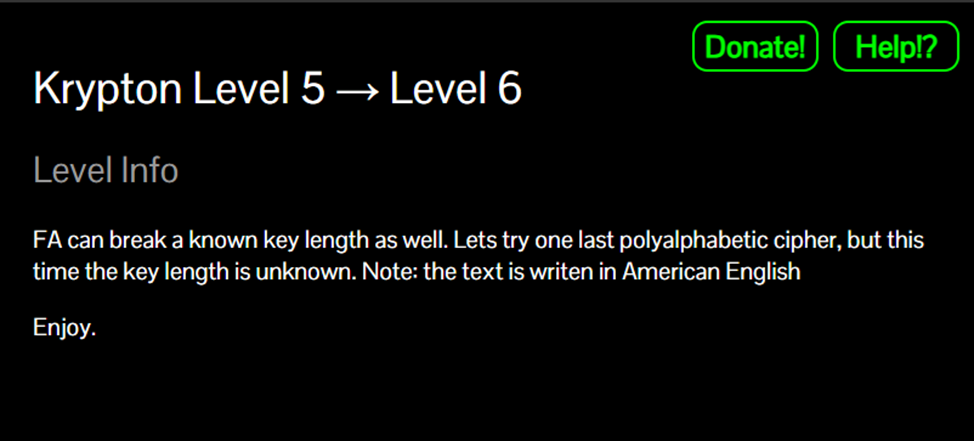 Donate! Help!?
Krypton Level 5 → Level 6
Level Info
FA can break a known key length as well. Lets try one last polyalphabetic cipher, but this
time the key length is unknown. Note: the text is writen in American English
Enjoy.